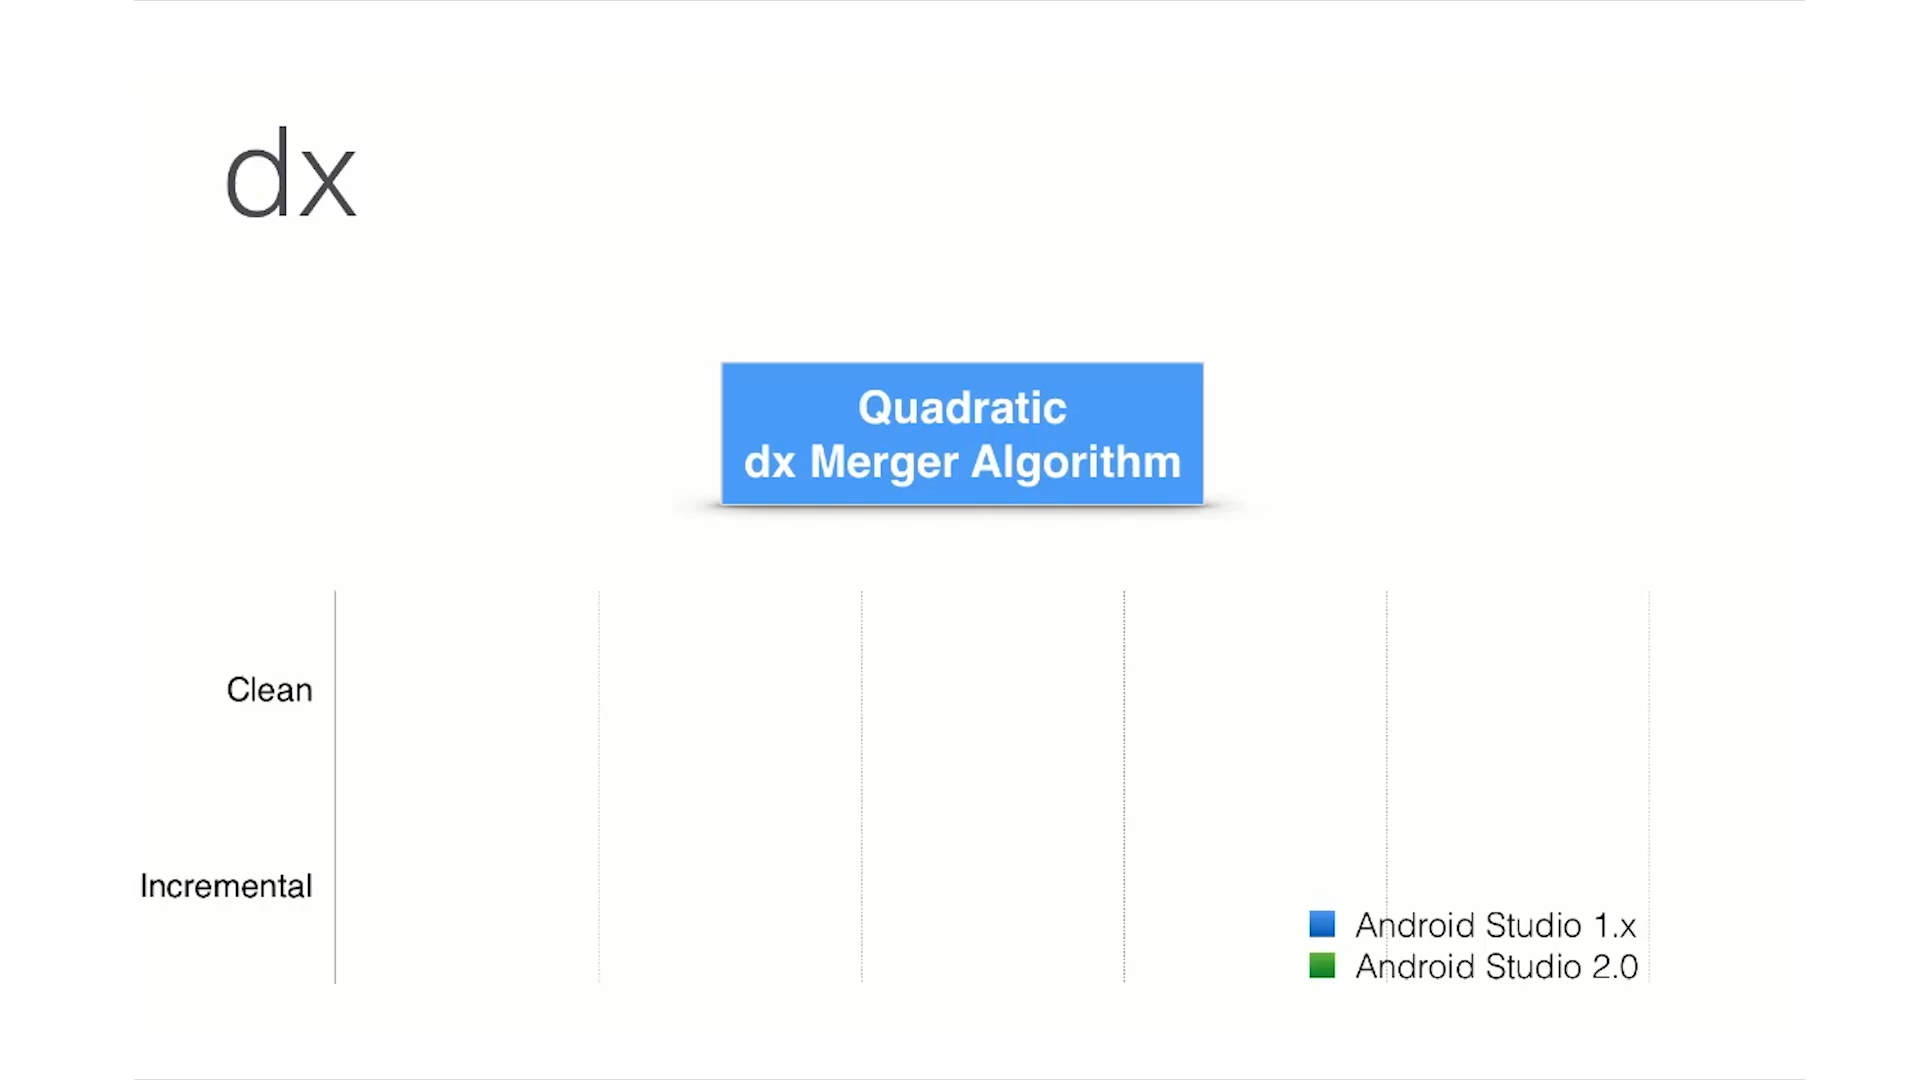 dx
Quadratic
dx Merger Algorithm
Clean
Incremental
Android Studio 1.x
Android Studio 2.0